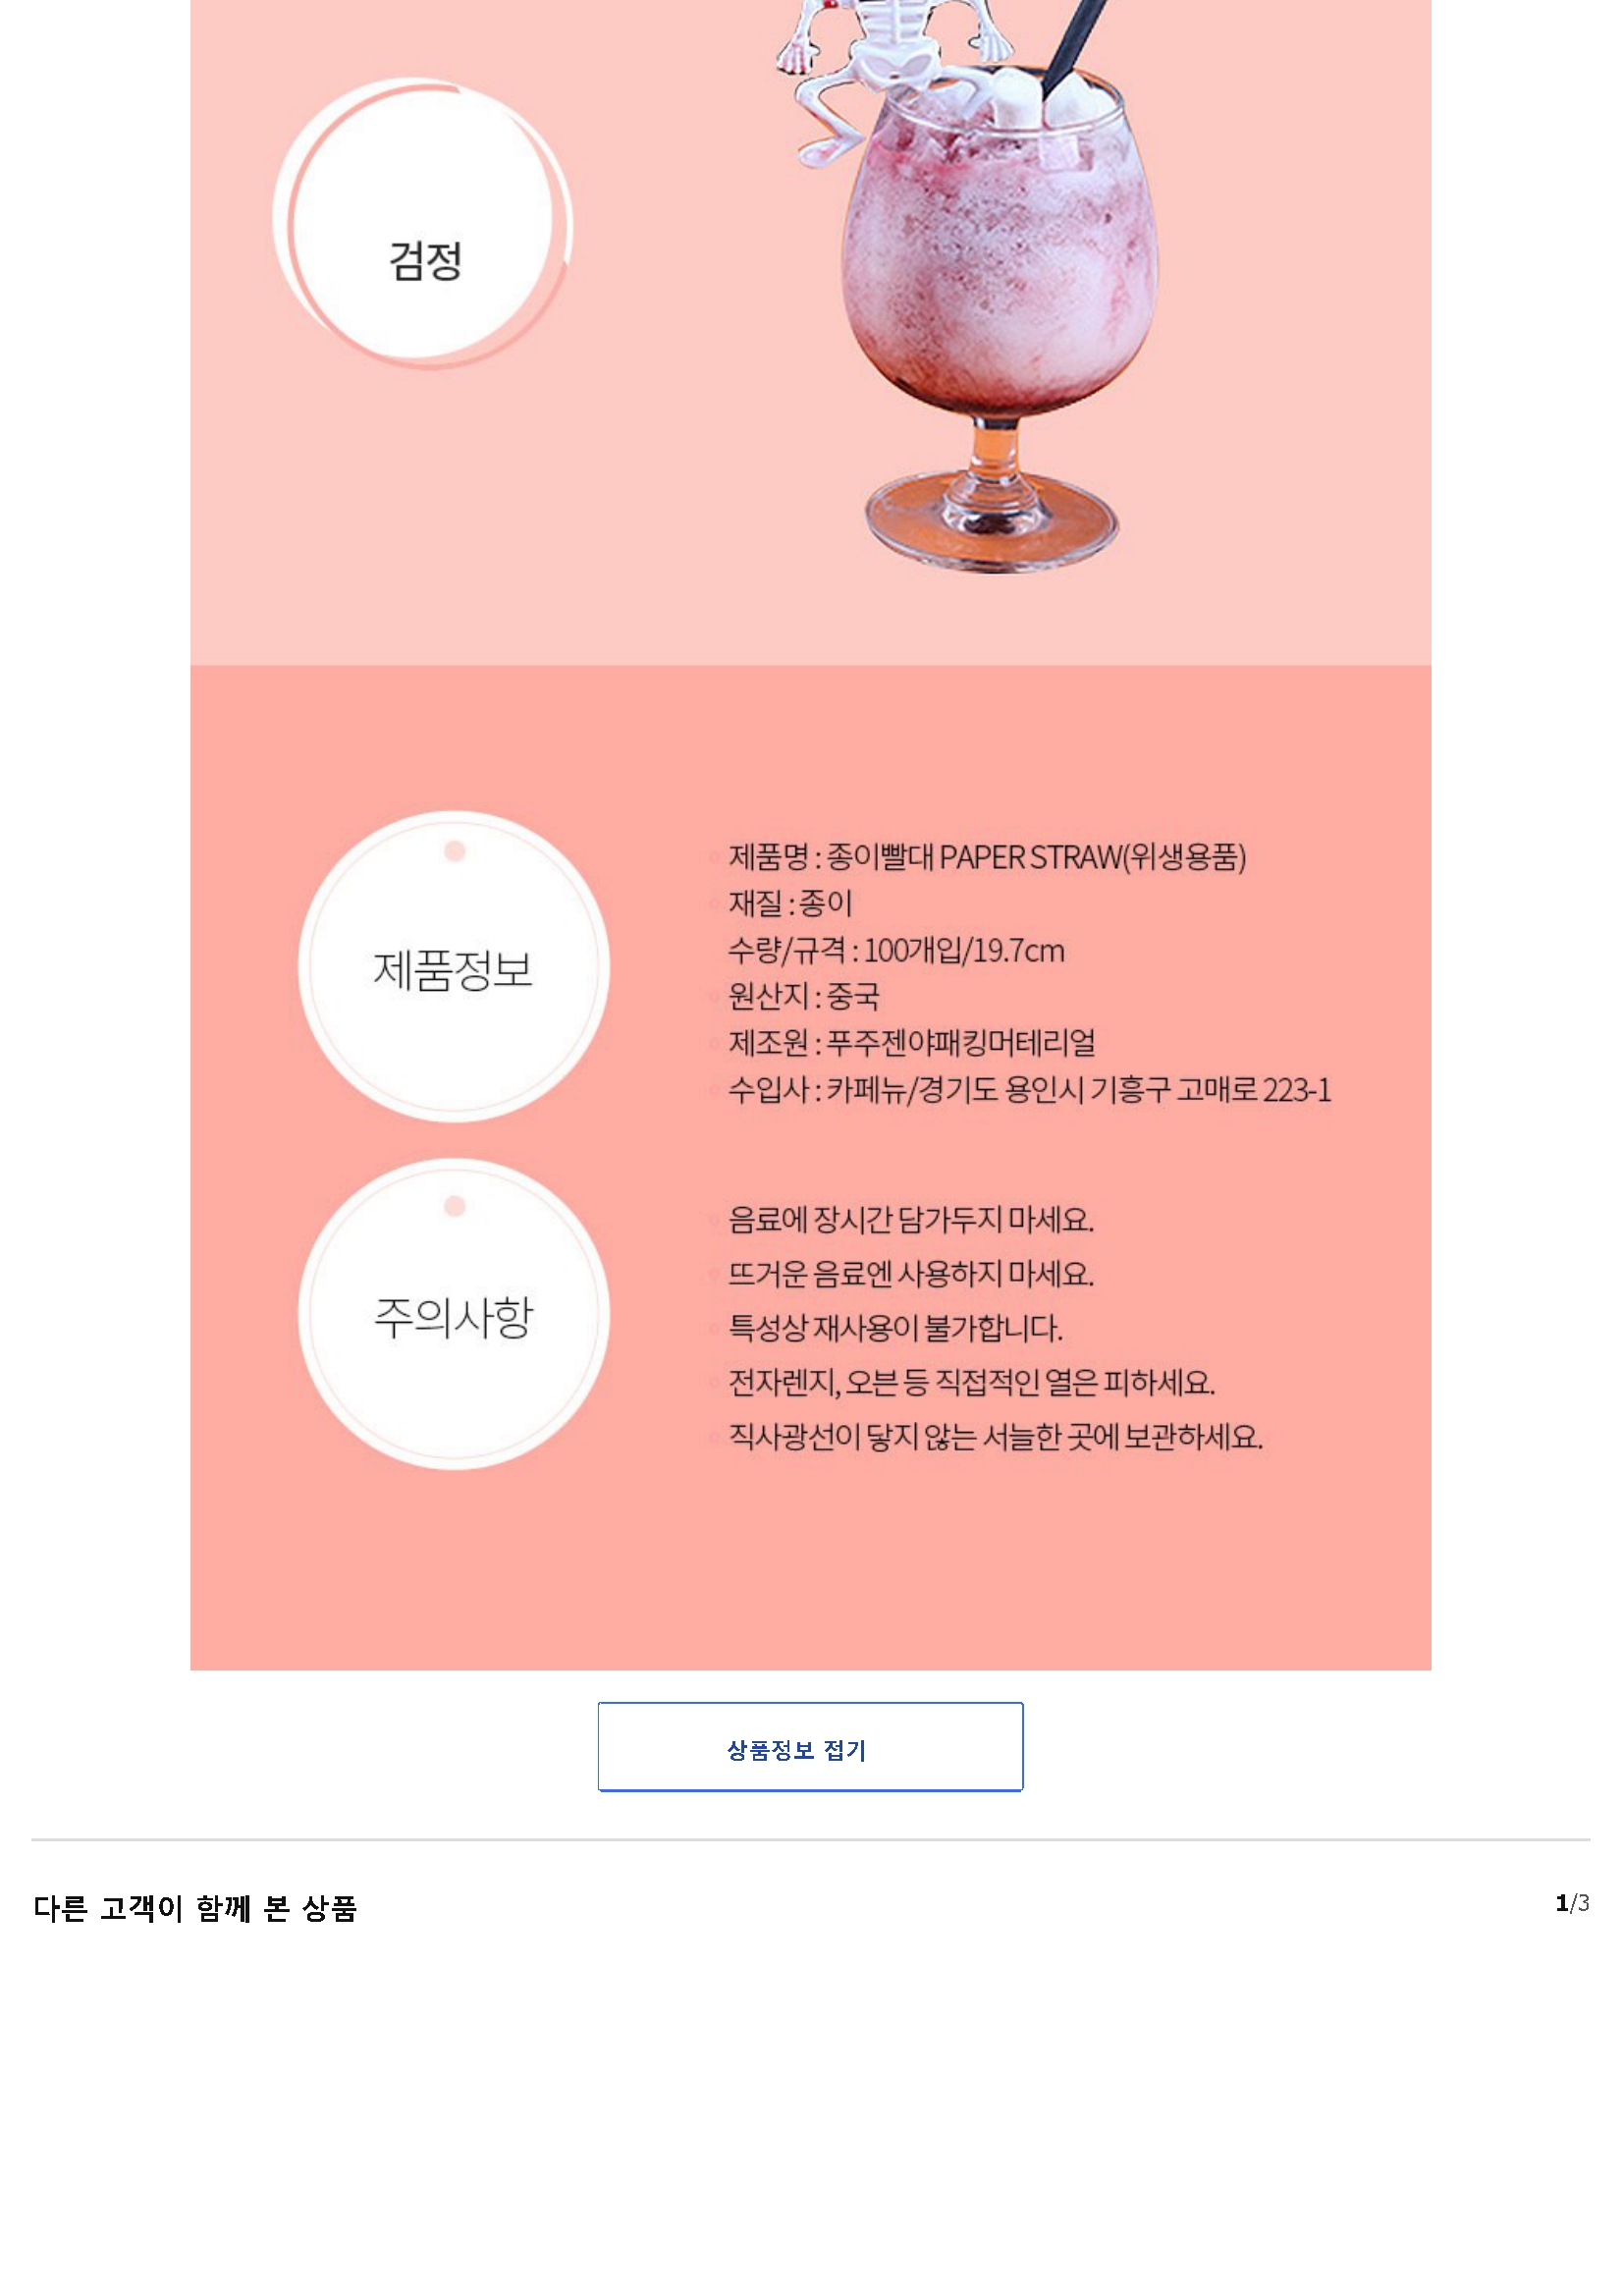 검정
제품정보
제품명 : 종이빨대 PAPER STRAW(위생용품)
재질 : 종이
수량/규격 : 100개입/19.7cm
원산지 : 중국
제조원 : 푸주젠야패킹머테리얼
수입사 : 카페뉴/경기도 용인시 기흥구 고매로 223-1
주의사항
음료에 장시간 담가두지 마세요.
뜨거운 음료엔 사용하지 마세요.
특성상 재사용이 불가합니다.
전자렌지, 오븐 등 직접적인 열은 피하세요.
직사광선이 닿지 않는 서늘한 곳에 보관하세요.
상품정보 접기
다른 고객이 함께 본 상품
1/3